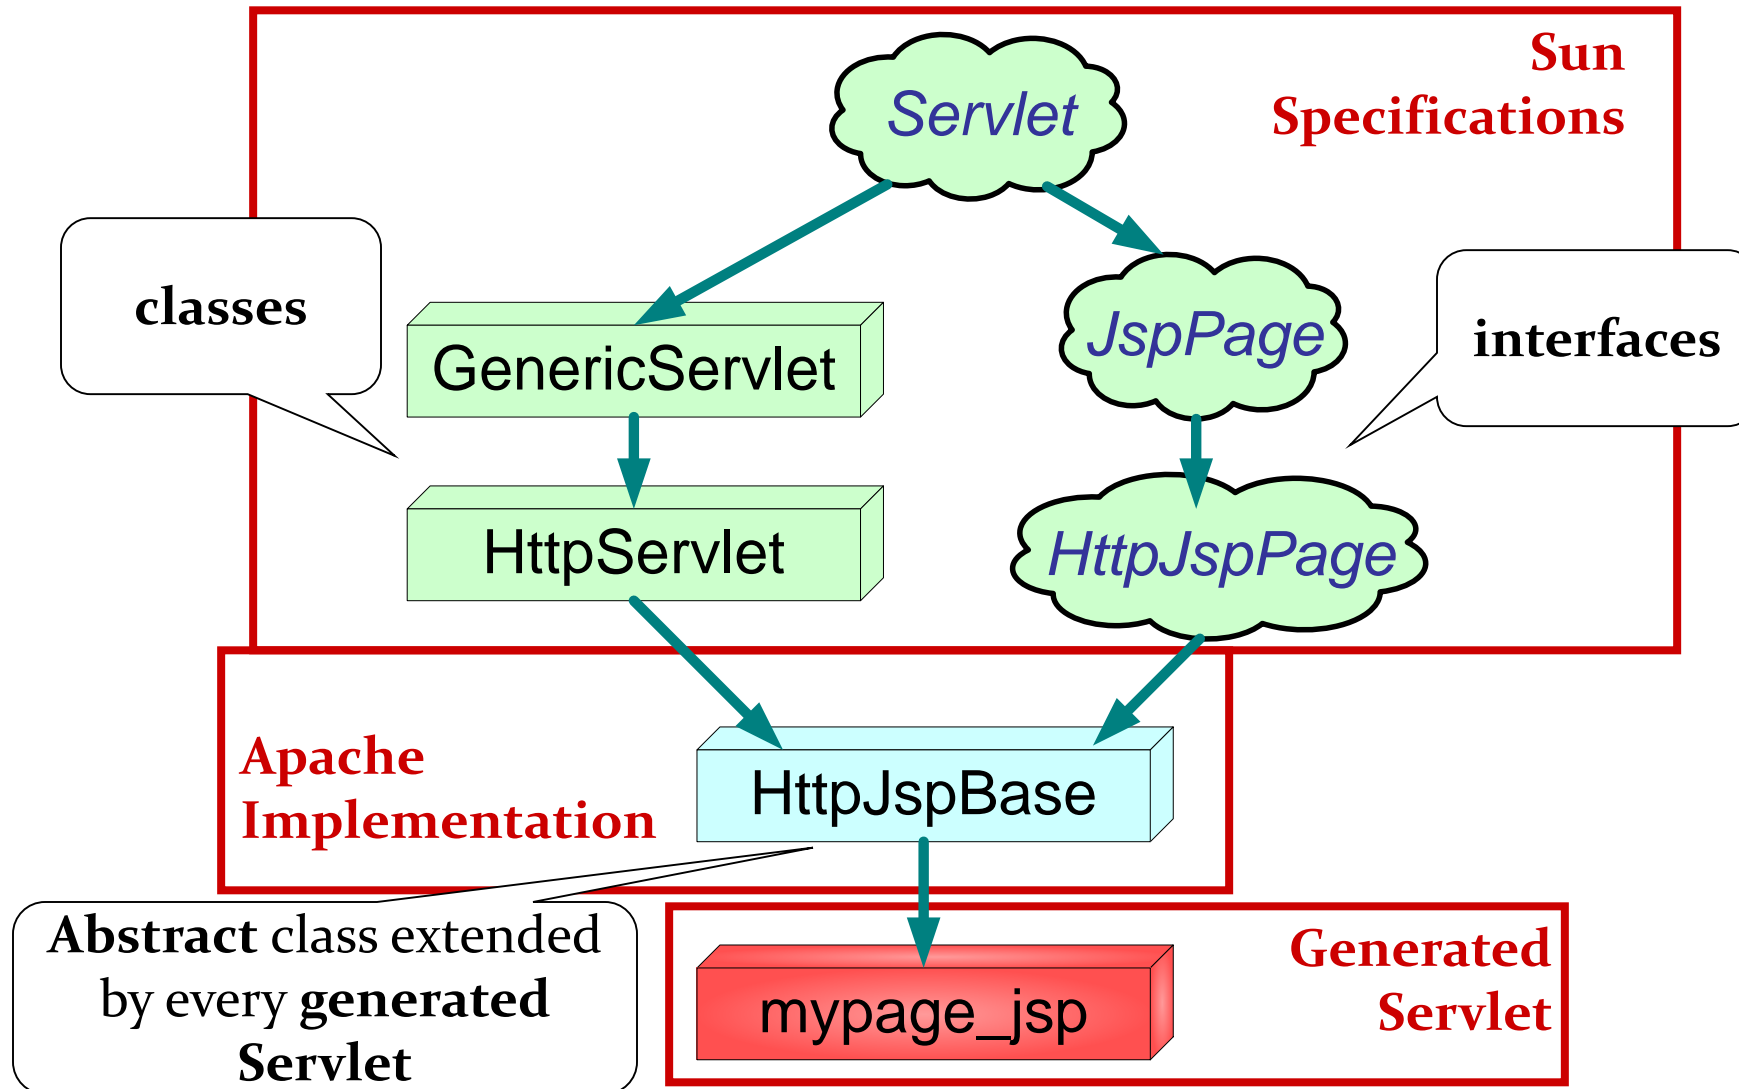 Sun
Specifications
Servlet
classes
GenericServlet
JspPage
interfaces
HttpServlet
HttpJspPage
Apache
Implementation
HttpJspBase
Abstract class extended
by every generated
Servlet
Generated
Servlet
mypage_jsp